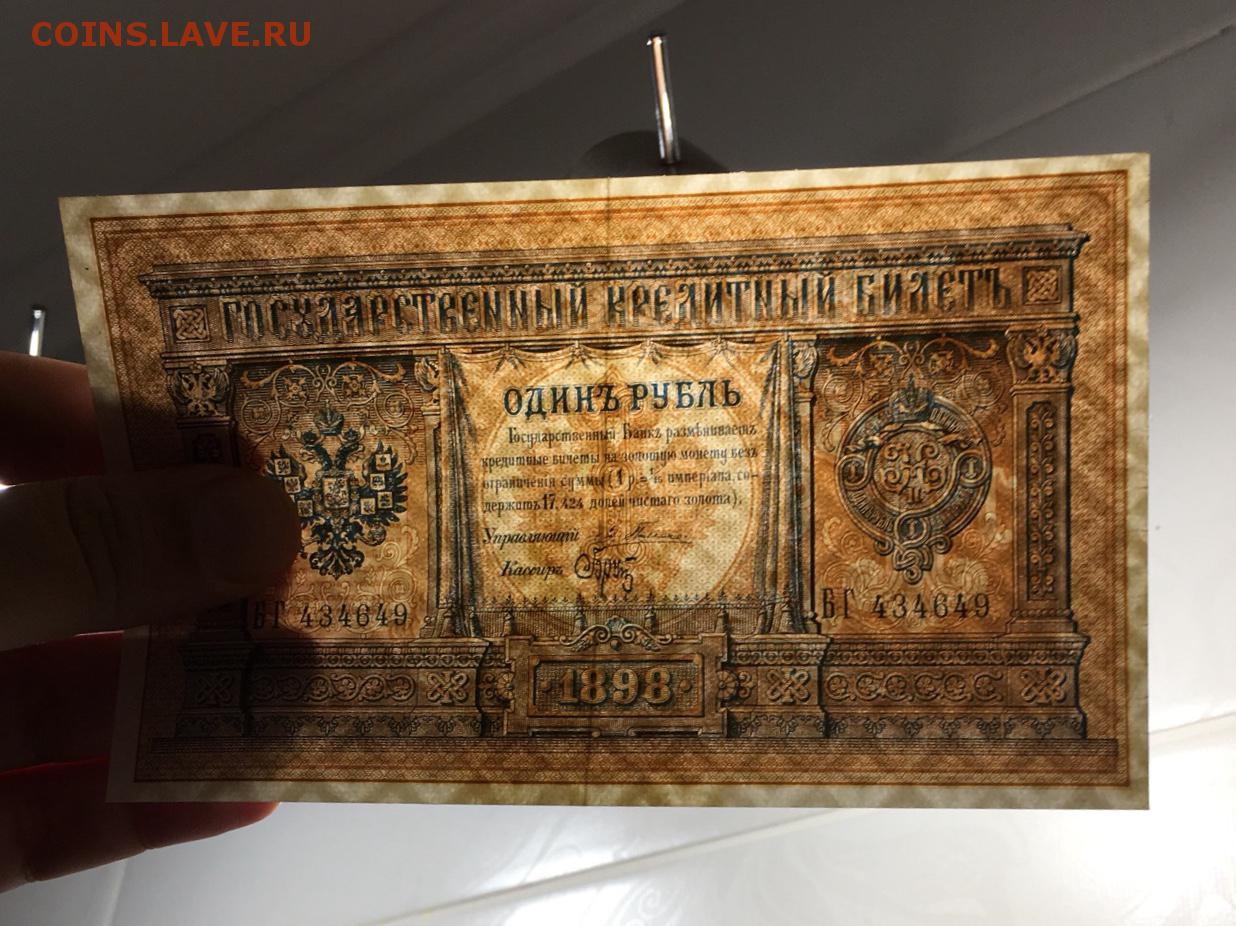 COINS.LAVE.RU
ГОСУДАРСТВЕННЫЙ КРЕДИТНЫЙ БИЛЕТЪ
ОДИНЪ РУБЛЬ
Государственный Банкъ размѣниваетъ
кредитные билеты на золотую монету безъ
ограниченія суммы (1 р.= 1/15 имперіала, со-
держитъ 17,424 долей чистаго золота).
Управляющій
Кассиръ
БГ 434649
БГ 434649
1898